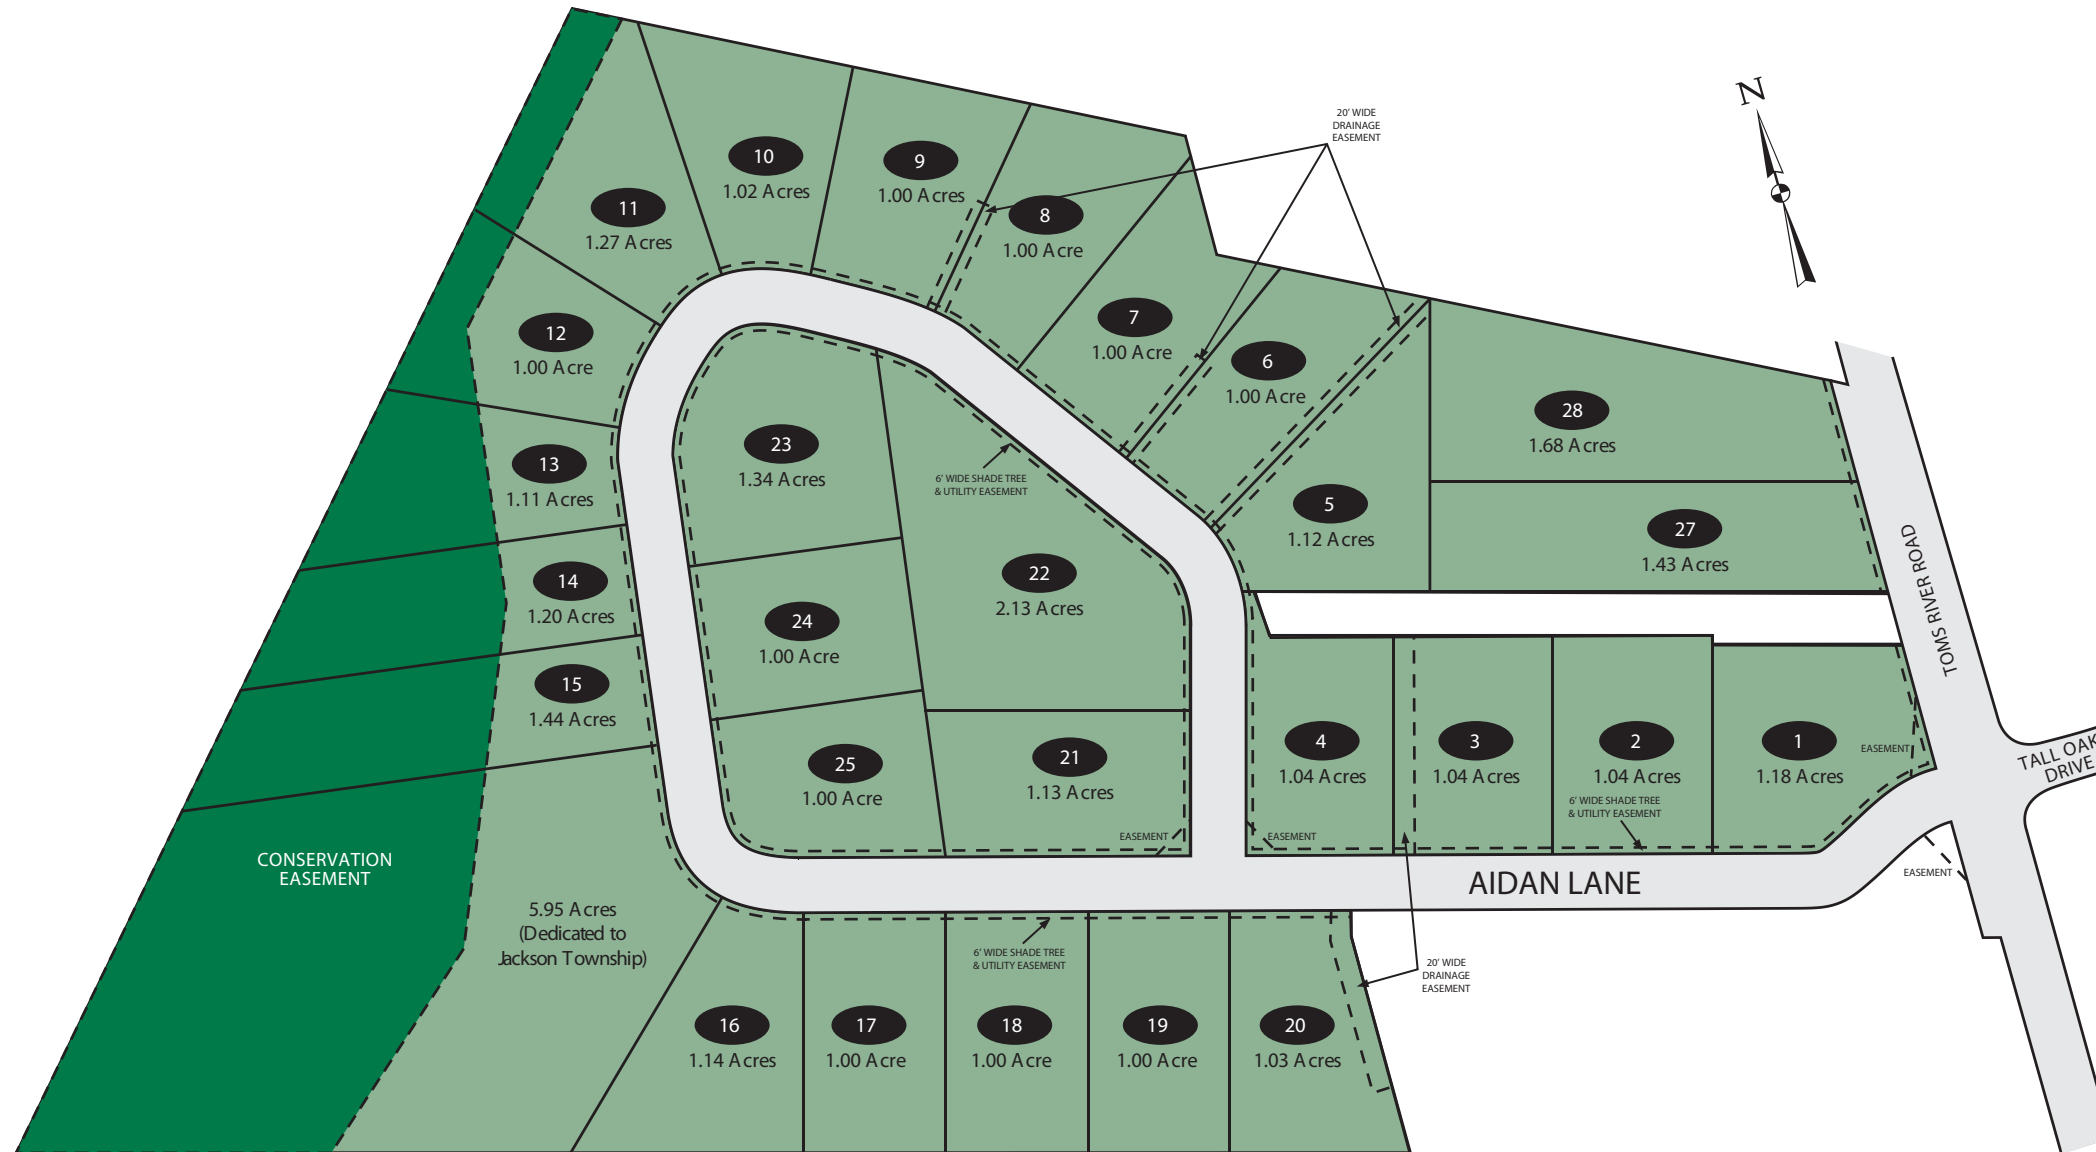 N
20' WIDE
DRAINAGE
EASEMENT
10
1.02 Acres
9
1.00 Acres
11
1.27 Acres
8
1.00 Acre
7
1.00 Acre
12
1.00 Acre
6
1.00 Acre
28
1.68 Acres
23
1.34 Acres
13
1.11 Acres
6' WIDE SHADE TREE
& UTILITY EASEMENT
5
1.12 Acres
27
1.43 Acres
TOMS RIVER ROAD
14
1.20 Acres
22
2.13 Acres
24
1.00 Acre
15
1.44 Acres
25
1.00 Acre
21
1.13 Acres
4
1.04 Acres
3
1.04 Acres
2
1.04 Acres
1
1.18 Acres
EASEMENT
TALL OAK
DRIVE
6' WIDE SHADE TREE
& UTILITY EASEMENT
EASEMENT
EASEMENT
CONSERVATION
EASEMENT
AIDAN LANE
EASEMENT
5.95 Acres
(Dedicated to
Jackson Township)
6' WIDE SHADE TREE
& UTILITY EASEMENT
20' WIDE
DRAINAGE
EASEMENT
16
1.14 Acres
17
1.00 Acre
18
1.00 Acre
19
1.00 Acre
20
1.03 Acres